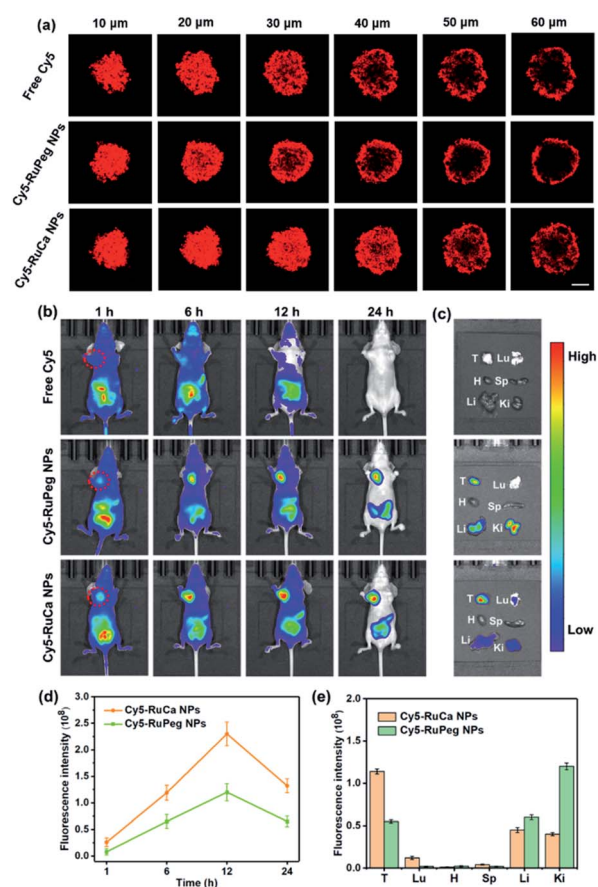 (a)
10 µm 20 µm 30 µm 40 µm 50 µm 60 µm
Free Cy5
Cy5-RuPeg NPs
Cy5-RuCa NPs
(b)
1 h 6 h 12 h 24 h
Free Cy5
Cy5-RuPeg NPs
Cy5-RuCa NPs
(c)
T Lu
H Sp
Li Ki
T Lu
H Sp
Li Ki
T Lu
H Sp
Li Ki
High
Low
(d)
Cy5-RuCa NPs
Cy5-RuPeg NPs
Fluorescence intensity (10⁸)
3.0
2.5
2.0
1.5
1.0
0.5
0.0
1 6 12 24
Time (h)
(e)
Cy5-RuCa NPs
Cy5-RuPeg NPs
Fluorescence intensity (10⁸)
2.0
1.5
1.0
0.5
0.0
T Lu H Sp Li Ki